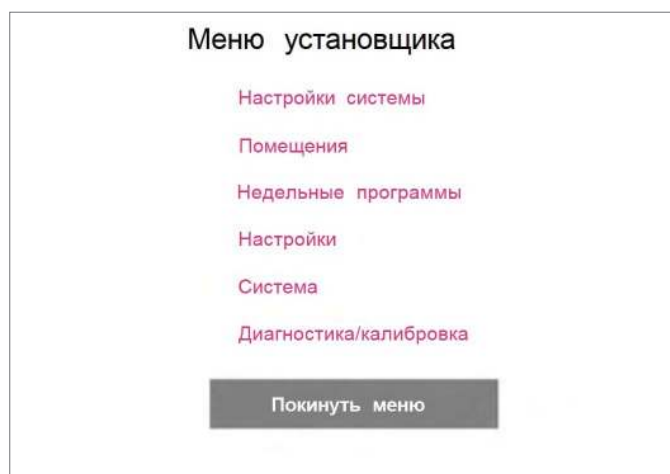 Меню установщика
Настройки системы
Помещения
Недельные программы
Настройки
Система
Диагностика/калибровка
Покинуть меню